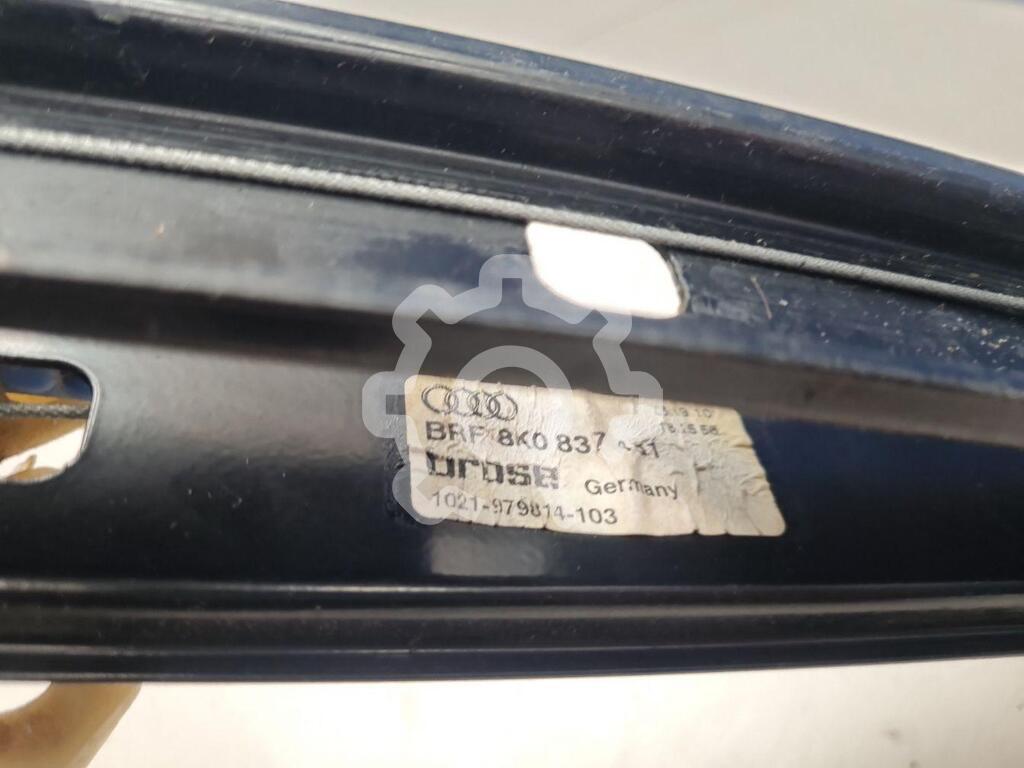 BRF 8K0 837
brose Germany
1021-979814-103